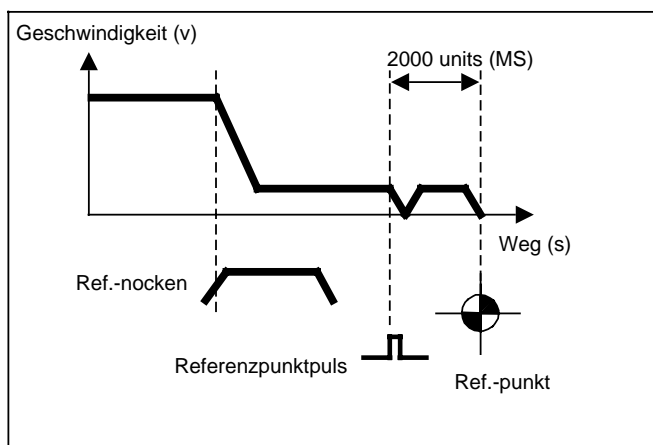 Geschwindigkeit (v)
2000 units (MS)
Weg (s)
Ref.-nocken
Referenzpunktpuls
Ref.-punkt